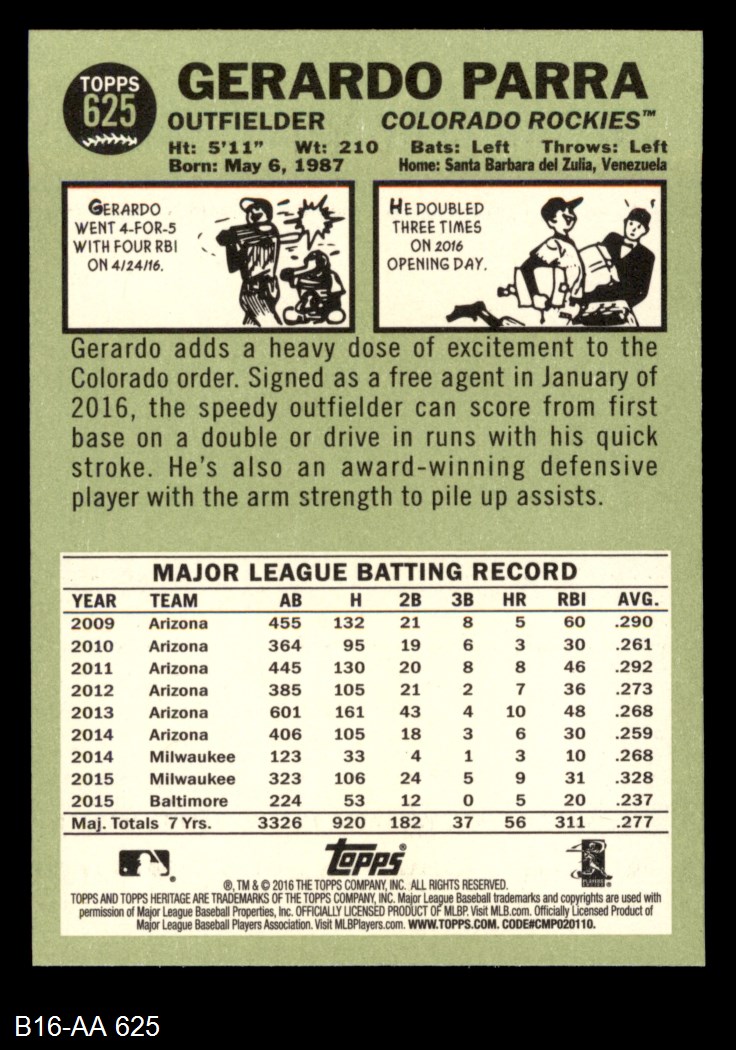 TOPPS
625
GERARDO PARRA
OUTFIELDER COLORADO ROCKIES™
Ht: 5'11" Wt: 210 Bats: Left Throws: Left
Born: May 6, 1987 Home: Santa Barbara del Zulia, Venezuela
GERARDO
WENT 4-FOR-5
WITH FOUR RBI
ON 4/24/16.
HE DOUBLED
THREE TIMES
ON 2016
OPENING DAY.
Gerardo adds a heavy dose of excitement to the
Colorado order. Signed as a free agent in January of
2016, the speedy outfielder can score from first
base on a double or drive in runs with his quick
stroke. He's also an award-winning defensive
player with the arm strength to pile up assists.
MAJOR LEAGUE BATTING RECORD
YEAR TEAM AB H 2B 3B HR RBI AVG.
2009 Arizona 455 132 21 8 5 60 .290
2010 Arizona 364 95 19 6 3 30 .261
2011 Arizona 445 130 20 8 8 46 .292
2012 Arizona 385 105 21 2 7 36 .273
2013 Arizona 601 161 43 4 10 48 .268
2014 Arizona 406 105 18 3 6 30 .259
2014 Milwaukee 123 33 4 1 3 10 .268
2015 Milwaukee 323 106 24 5 9 31 .328
2015 Baltimore 224 53 12 0 5 20 .237
Maj. Totals 7 Yrs. 3326 920 182 37 56 311 .277
Topps®
®, TM & © 2016 THE TOPPS COMPANY, INC. ALL RIGHTS RESERVED.
TOPPS AND TOPPS HERITAGE ARE TRADEMARKS OF THE TOPPS COMPANY, INC. Major League Baseball trademarks and copyrights are used with
permission of Major League Baseball Properties, Inc. OFFICIALLY LICENSED PRODUCT OF MLBP. Visit MLB.com. Officially Licensed Product of
Major League Baseball Players Association. Visit MLBPlayers.com. WWW.TOPPS.COM. CODE#CMP020110.
B16-AA 625